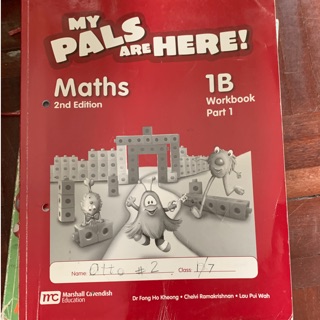 MY
PALS
ARE HERE!
Maths
2nd Edition
1B
Workbook
Part 1
Name Otto #2 Class 1/7
mc Marshall Cavendish
Education
Dr Fong Ho Kheong • Chelvi Ramakrishnan • Lau Pui Wah